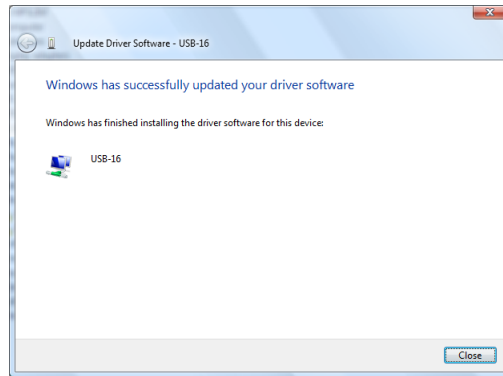 Update Driver Software - USB-16
Windows has successfully updated your driver software
Windows has finished installing the driver software for this device:
USB-16
Close